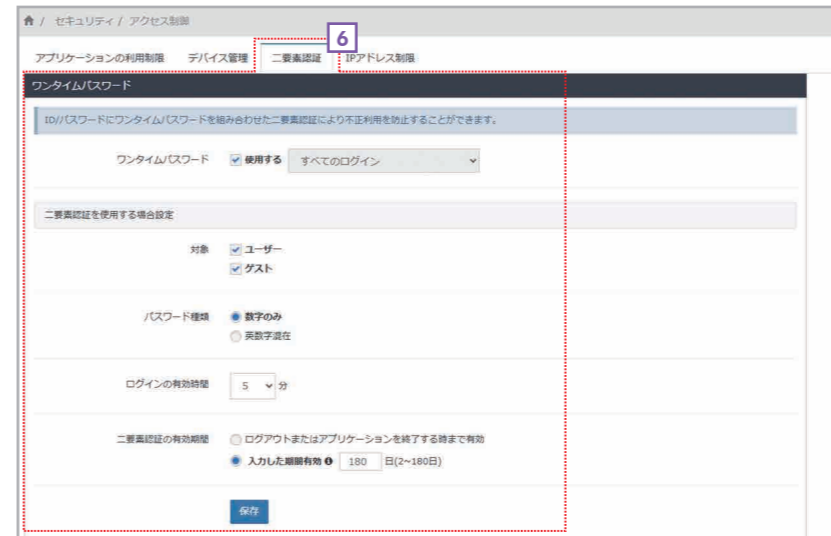 / セキュリティ / アクセス制御
6
アプリケーションの利用制限 デバイス管理 二要素認証 IPアドレス制限
ワンタイムパスワード
ID/パスワードにワンタイムパスワードを組み合わせた二要素認証により不正利用を防止することができます。
ワンタイムパスワード 使用する すべてのログイン
二要素認証を使用する場合設定
対象 ユーザー
ゲスト
パスワード種類 数字のみ
英数字混在
ログインの有効時間 5 分
二要素認証の有効期間 ログアウトまたはアプリケーションを終了する時まで有効
入力した期間有効 180 日(2~180日)
保存